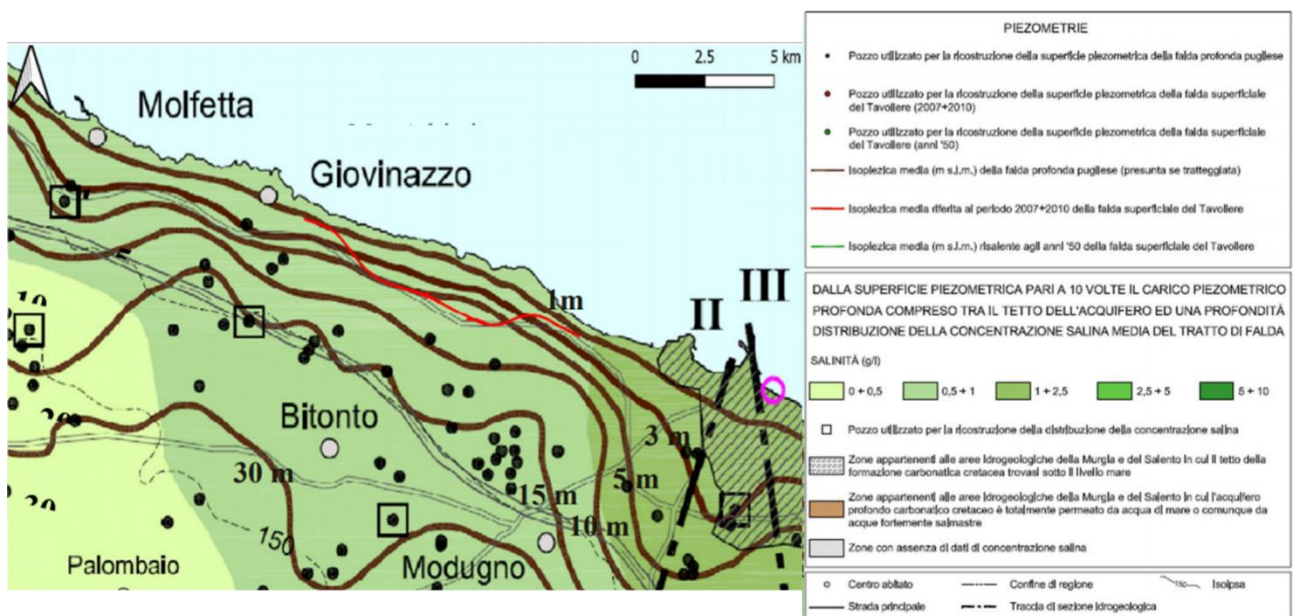 0 2.5 5 km
Molfetta
Giovinazzo
II
III
1m
Bitonto
3 m
30 m
5 m
15 m
10 m
150
Palombaio
Modugno
PIEZOMETRIE
Pozzo utilizzato per la ricostruzione della superficie piezometrica della falda profonda pugliese
Pozzo utilizzato per la ricostruzione della superficie piezometrica della falda superficiale
del Tavoliere (2007÷2010)
Pozzo utilizzato per la ricostruzione della superficie piezometrica della falda superficiale
del Tavoliere (anni '50)
Isopiezica media (m s.l.m.) della falda profonda pugliese (presunta se tratteggiata)
Isopiezica media riferita al periodo 2007÷2010 della falda superficiale del Tavoliere
Isopiezica media (m s.l.m.) risalente agli anni '50 della falda superficiale del Tavoliere
DALLA SUPERFICIE PIEZOMETRICA PARI A 10 VOLTE IL CARICO PIEZOMETRICO
PROFONDA COMPRESO TRA IL TETTO DELL'ACQUIFERO ED UNA PROFONDITÀ
DISTRIBUZIONE DELLA CONCENTRAZIONE SALINA MEDIA DEL TRATTO DI FALDA
SALINITÀ (g/l)
0 ÷ 0,5 0,5 ÷ 1 1 ÷ 2,5 2,5 ÷ 5 5 ÷ 10
Pozzo utilizzato per la ricostruzione della distribuzione della concentrazione salina
Zone appartenenti alle aree idrogeologiche della Murgia e del Salento in cui il tetto della
formazione carbonatica cretacea trovasi sotto il livello mare
Zone appartenenti alle aree idrogeologiche della Murgia e del Salento in cui l'acquifero
profondo carbonatico cretaceo è totalmente permeato da acqua di mare o comunque da
acque fortemente salmastre
Zone con assenza di dati di concentrazione salina
Centro abitato Confine di regione 150 Isoipsa
Strada principale Traccia di sezione idrogeologica